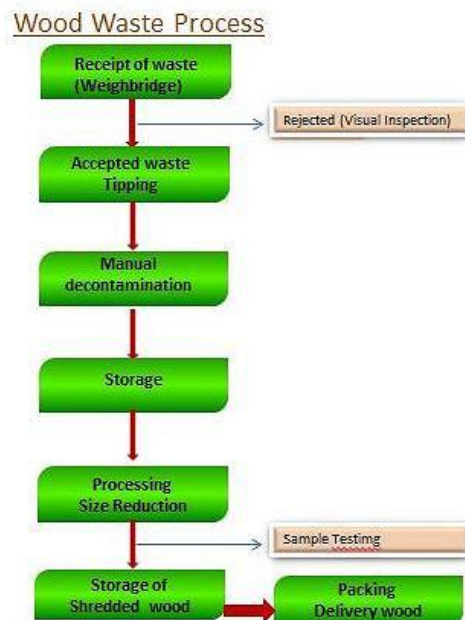 Wood Waste Process
Receipt of waste
(Weighbridge)
Rejected (Visual Inspection)
Accepted waste
Tipping
Manual
decontamination
Storage
Processing
Size Reduction
Sample Testimg
Storage of
Shredded wood
Packing
Delivery wood